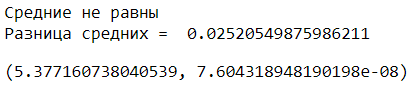 Средние не равны
Разница средних =  0.02520549875986211
(5.377160738040539, 7.604318948190198e-08)